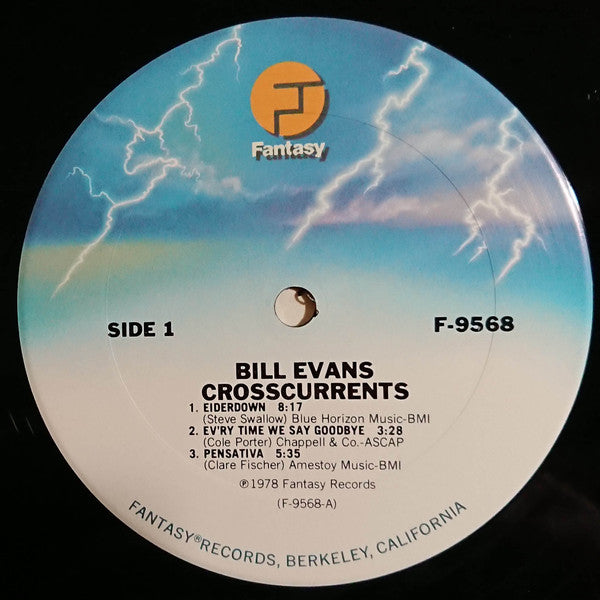 Fantasy
SIDE 1
F-9568
BILL EVANS
CROSSCURRENTS
1. EIDERDOWN 8:17
(Steve Swallow) Blue Horizon Music-BMI
2. EV'RY TIME WE SAY GOODBYE 3:28
(Cole Porter) Chappell & Co.-ASCAP
3. PENSATIVA 5:35
(Clare Fischer) Amestoy Music-BMI
℗ 1978 Fantasy Records
(F-9568-A)
FANTASY® RECORDS, BERKELEY, CALIFORNIA